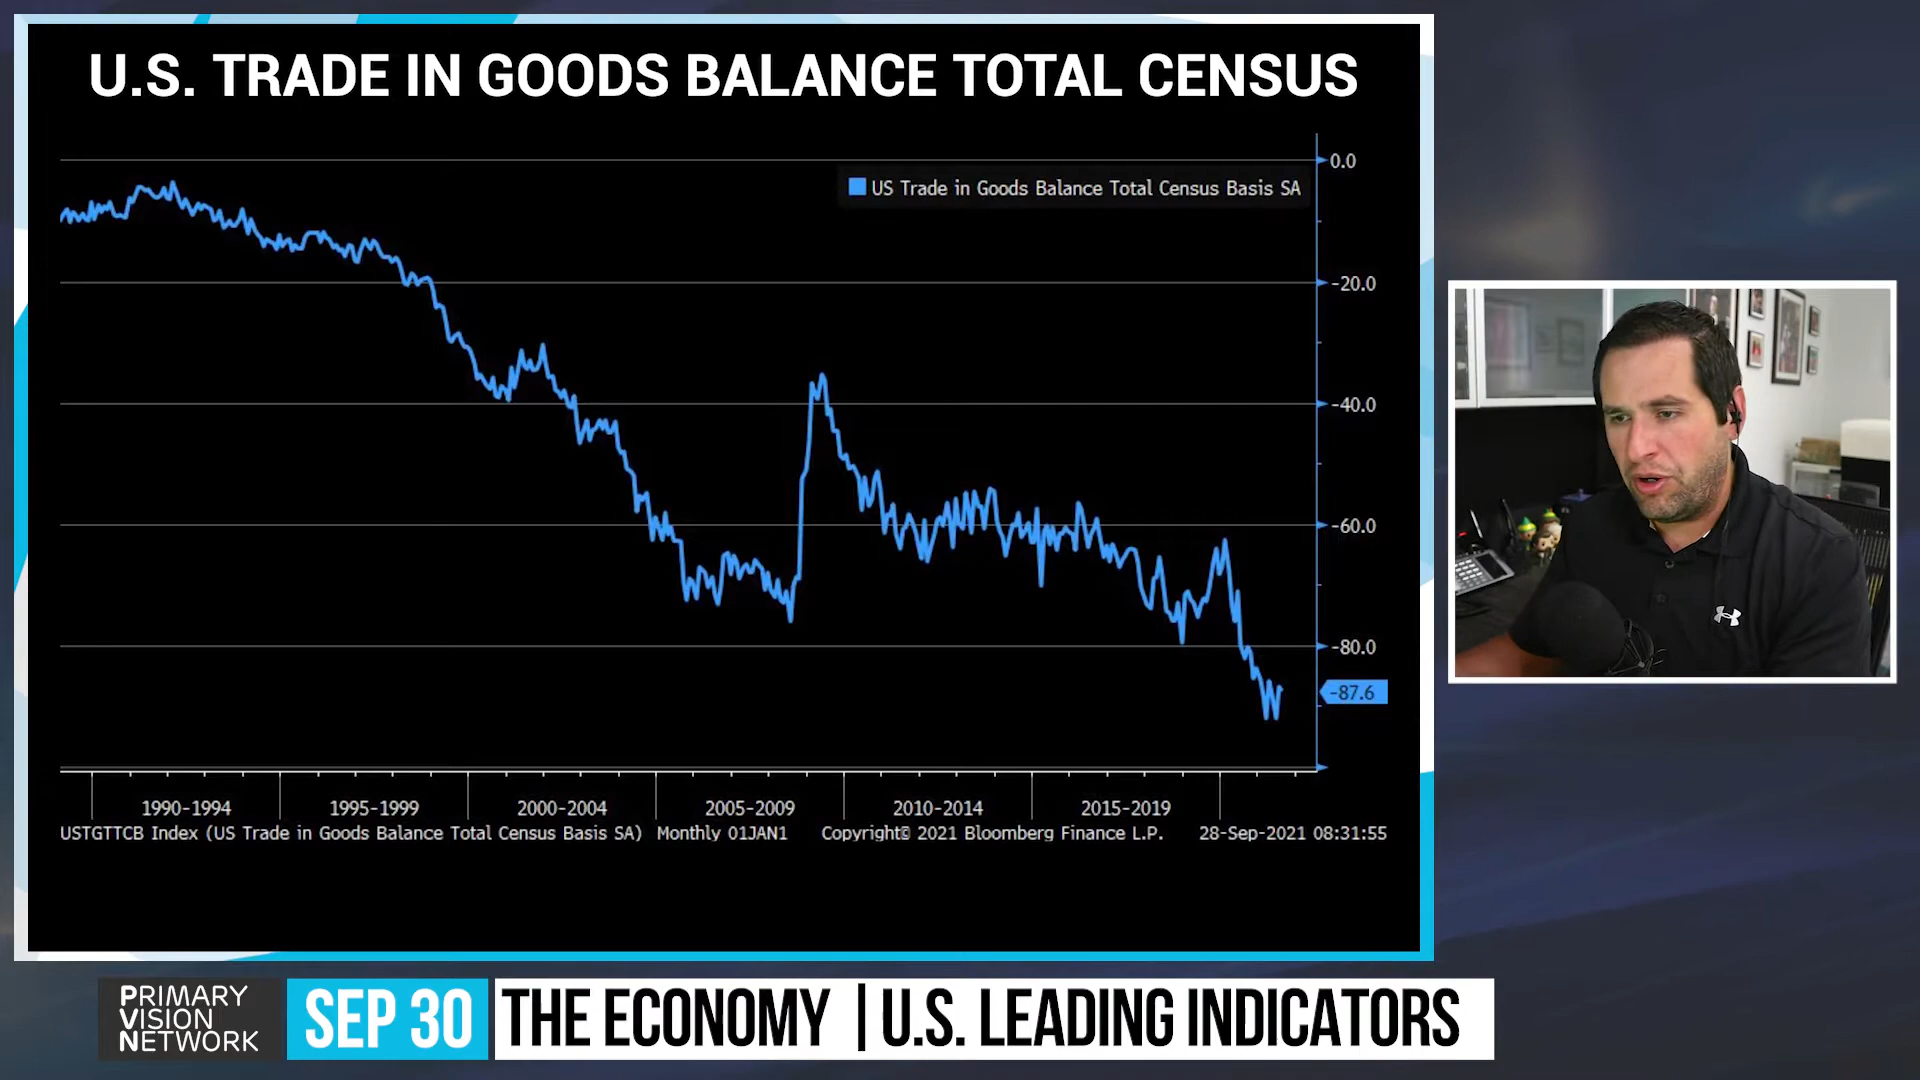 U.S. TRADE IN GOODS BALANCE TOTAL CENSUS
US Trade in Goods Balance Total Census Basis SA
0.0
-20.0
-40.0
-60.0
-80.0
-87.6
1990-1994 1995-1999 2000-2004 2005-2009 2010-2014 2015-2019
USTGTTCB Index (US Trade in Goods Balance Total Census Basis SA) Monthly 01JAN1 Copyright© 2021 Bloomberg Finance L.P. 28-Sep-2021 08:31:55
PRIMARY
VISION
NETWORK
SEP 30
THE ECONOMY | U.S. LEADING INDICATORS